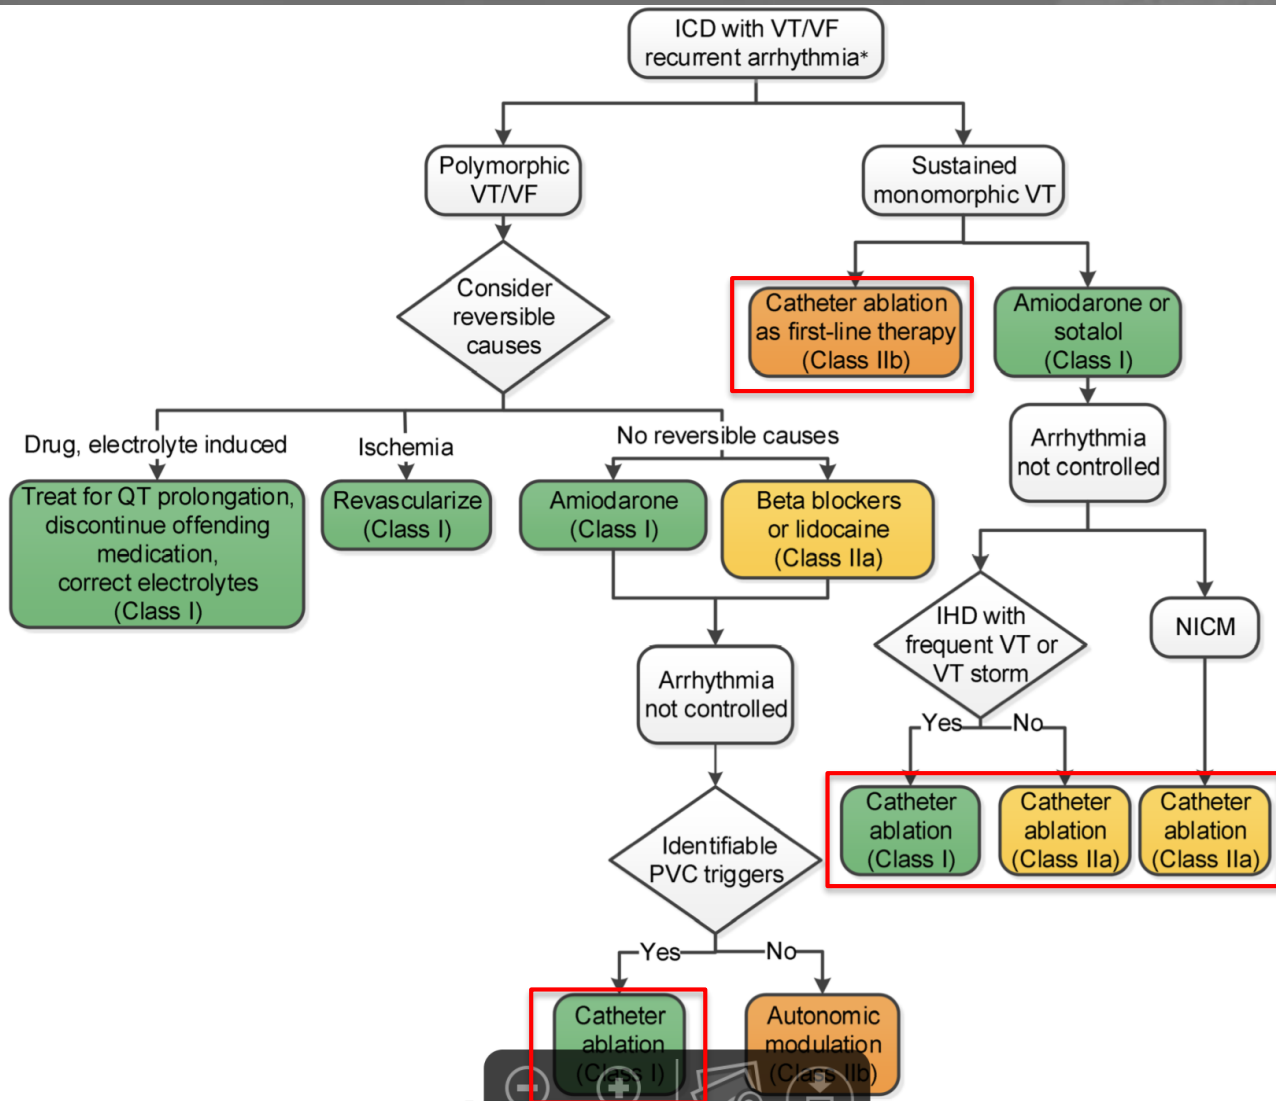 ICD with VT/VF
recurrent arrhythmia*
Polymorphic
VT/VF
Sustained
monomorphic VT
Consider
reversible
causes
Catheter ablation
as first-line therapy
(Class IIb)
Amiodarone or
sotalol
(Class I)
Arrhythmia
not controlled
Drug, electrolyte induced
Ischemia
No reversible causes
Treat for QT prolongation,
discontinue offending
medication,
correct electrolytes
(Class I)
Revascularize
(Class I)
Amiodarone
(Class I)
Beta blockers
or lidocaine
(Class IIa)
IHD with
frequent VT or
VT storm
NICM
Arrhythmia
not controlled
Yes
No
Catheter
ablation
(Class I)
Catheter
ablation
(Class IIa)
Catheter
ablation
(Class IIa)
Identifiable
PVC triggers
Yes
No
Catheter
ablation
(Class I)
Autonomic
modulation
(Class IIb)